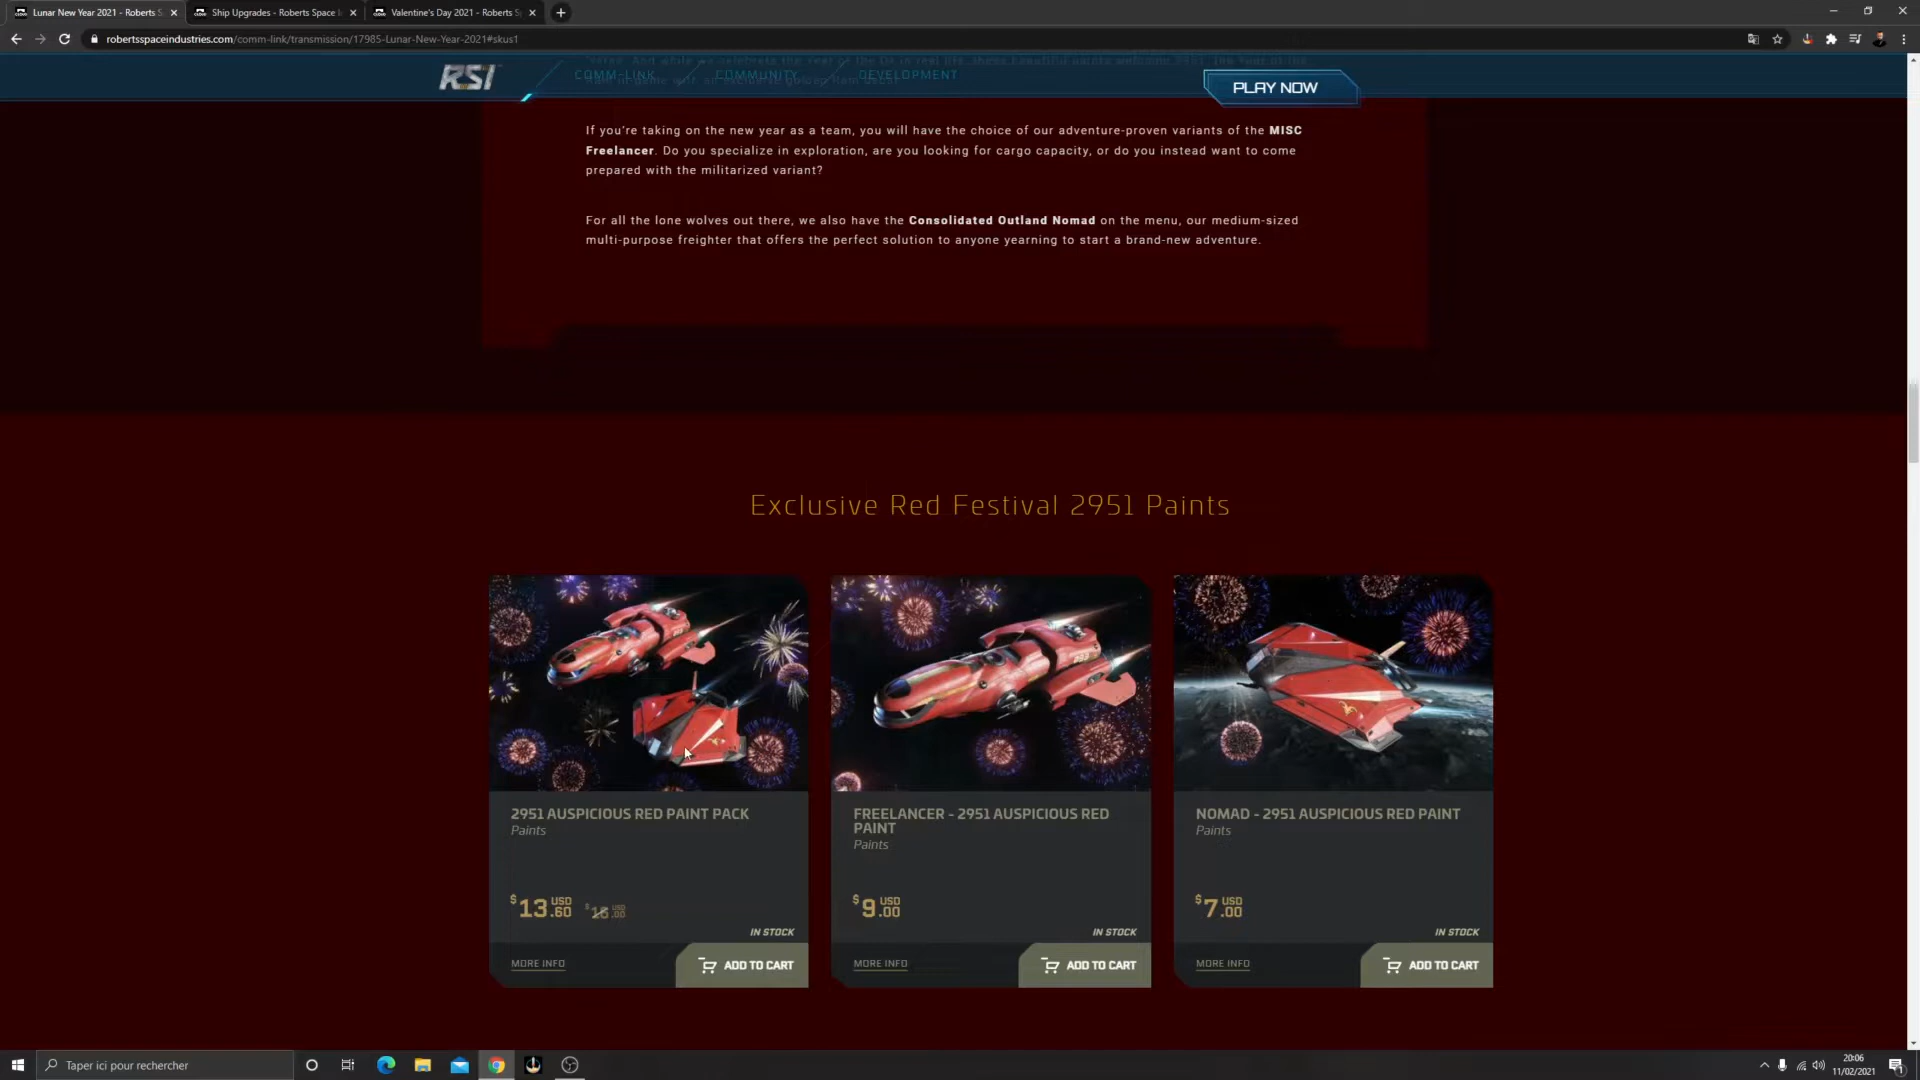 Lunar New Year 2021 - Roberts S
Ship Upgrades - Roberts Space I
Valentine's Day 2021 - Roberts S
robertsspaceindustries.com/comm-link/transmission/17985-Lunar-New-Year-2021#skus1
RSI
COMM-LINK
COMMUNITY
DEVELOPMENT
PLAY NOW
If you're taking on the new year as a team, you will have the choice of our adventure-proven variants of the MISC
Freelancer. Do you specialize in exploration, are you looking for cargo capacity, or do you instead want to come
prepared with the militarized variant?
For all the lone wolves out there, we also have the Consolidated Outland Nomad on the menu, our medium-sized
multi-purpose freighter that offers the perfect solution to anyone yearning to start a brand-new adventure.
Exclusive Red Festival 2951 Paints
2951 AUSPICIOUS RED PAINT PACK
Paints
$13.60 USD $16.00 USD
IN STOCK
MORE INFO
ADD TO CART
FREELANCER - 2951 AUSPICIOUS RED
PAINT
Paints
$9.00 USD
IN STOCK
MORE INFO
ADD TO CART
NOMAD - 2951 AUSPICIOUS RED PAINT
Paints
$7.00 USD
IN STOCK
MORE INFO
ADD TO CART
Taper ici pour rechercher
20:06
11/02/2021